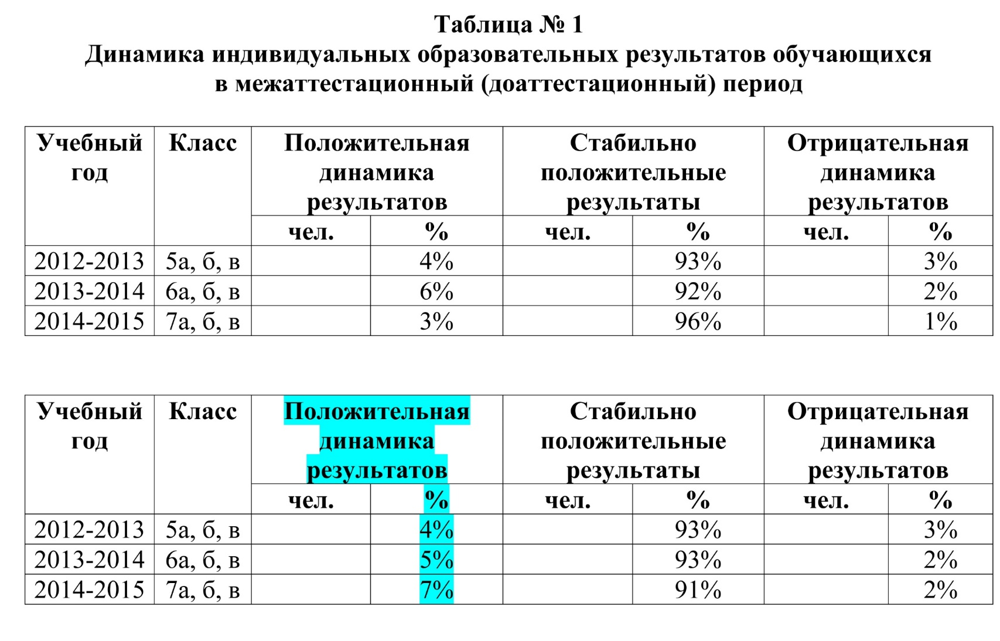 Таблица № 1
Динамика индивидуальных образовательных результатов обучающихся
в межаттестационный (доаттестационный) период
Учебный год Класс Положительная динамика результатов Стабильно положительные результаты Отрицательная динамика результатов
чел. % чел. % чел. %
2012-2013 5а, б, в 4% 93% 3%
2013-2014 6а, б, в 6% 92% 2%
2014-2015 7а, б, в 3% 96% 1%
Учебный год Класс Положительная динамика результатов Стабильно положительные результаты Отрицательная динамика результатов
чел. % чел. % чел. %
2012-2013 5а, б, в 4% 93% 3%
2013-2014 6а, б, в 5% 93% 2%
2014-2015 7а, б, в 7% 91% 2%